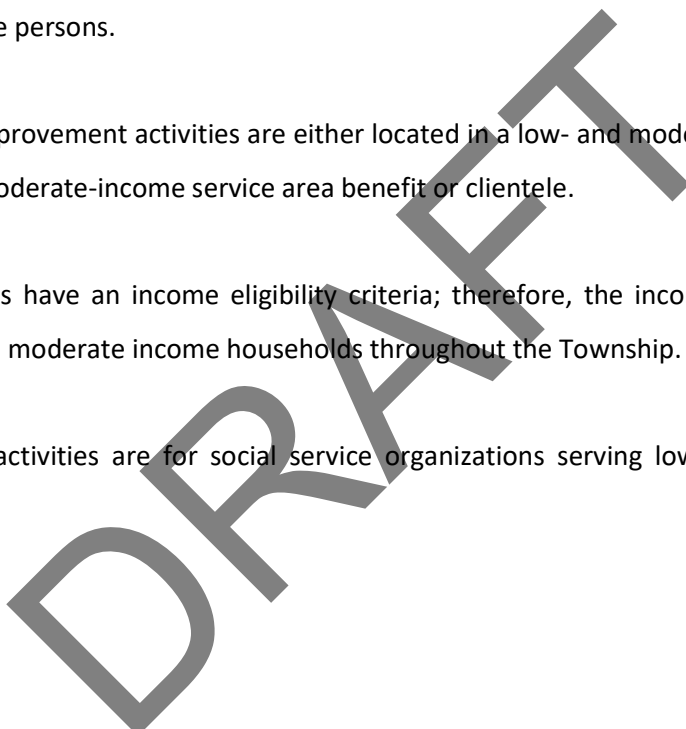 e persons.
provement activities are either located in a low- and mode
oderate-income service area benefit or clientele.
s have an income eligibility criteria; therefore, the inco
moderate income households throughout the Township.
activities are for social service organizations serving low
DRAFT